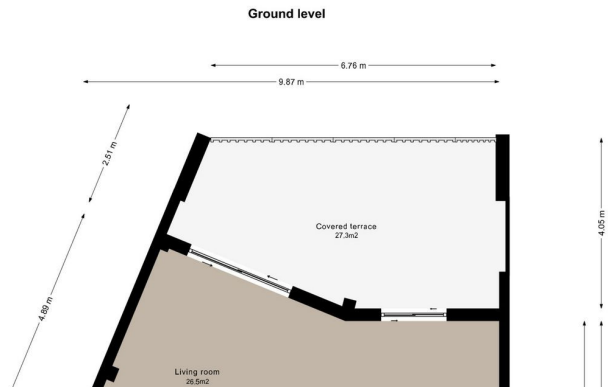 Ground level
6.76 m
9.87 m
2.51 m
4.05 m
Covered terrace
27.3m2
4.89 m
Living room
26.5m2